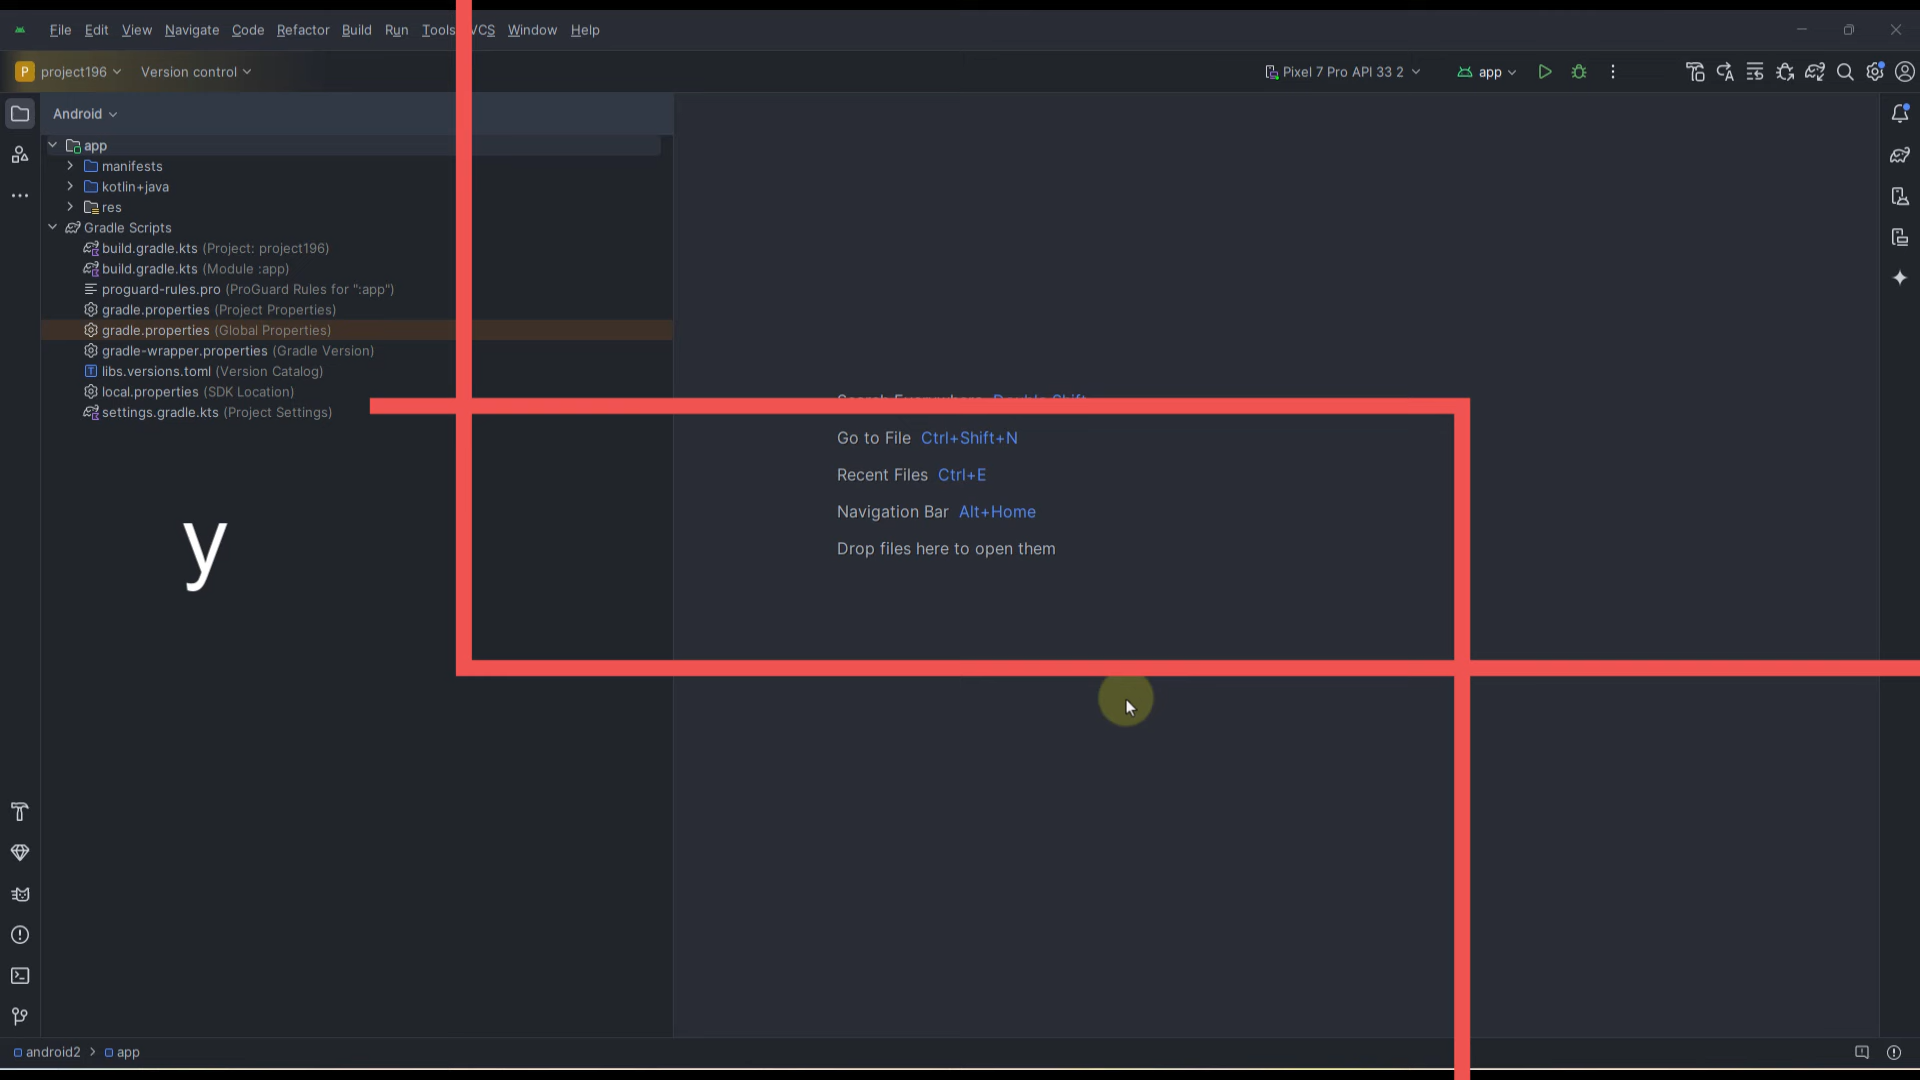 File Edit View Navigate Code Refactor Build Run Tools VCS Window Help
P project196 Version control Pixel 7 Pro API 33 2 app
Android
app
manifests
kotlin+java
res
Gradle Scripts
build.gradle.kts (Project: project196)
build.gradle.kts (Module :app)
proguard-rules.pro (ProGuard Rules for ":app")
gradle.properties (Project Properties)
gradle.properties (Global Properties)
gradle-wrapper.properties (Gradle Version)
libs.versions.toml (Version Catalog)
local.properties (SDK Location)
settings.gradle.kts (Project Settings)
Search Everywhere Double Shift
Go to File Ctrl+Shift+N
Recent Files Ctrl+E
Navigation Bar Alt+Home
Drop files here to open them
y
android2 > app